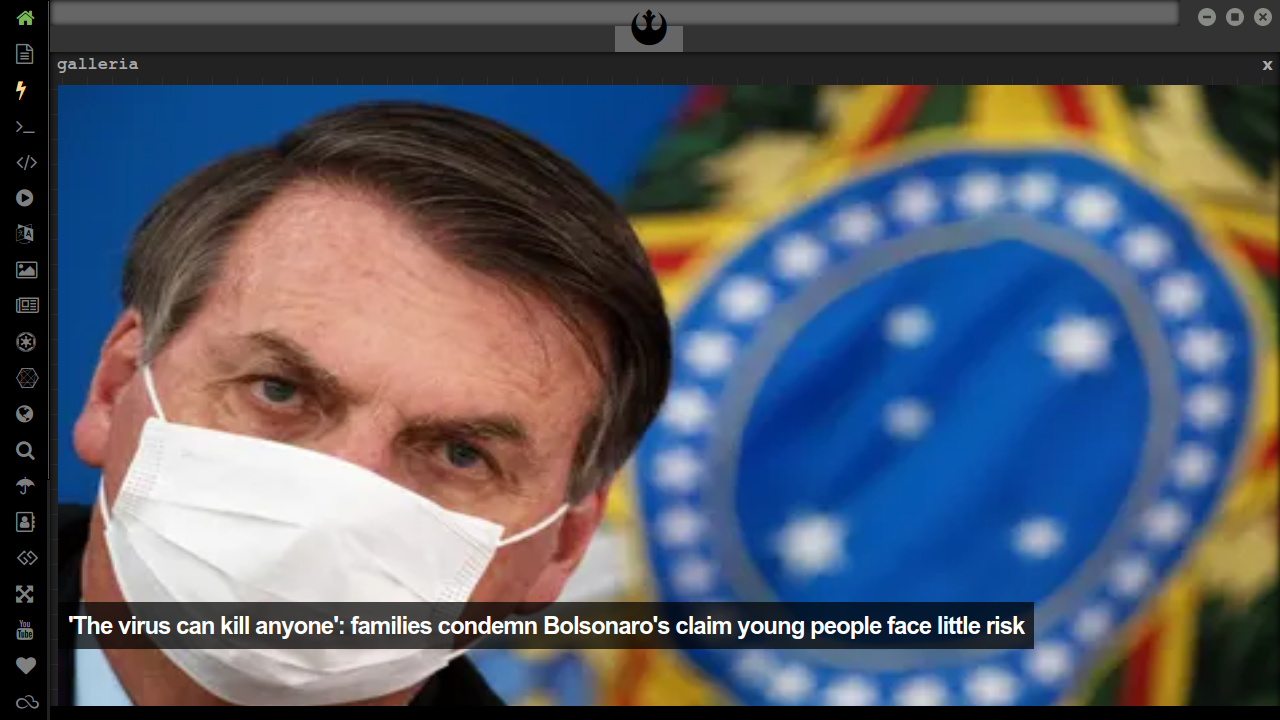 galleria
x
'The virus can kill anyone': families condemn Bolsonaro's claim young people face little risk
You
Tube